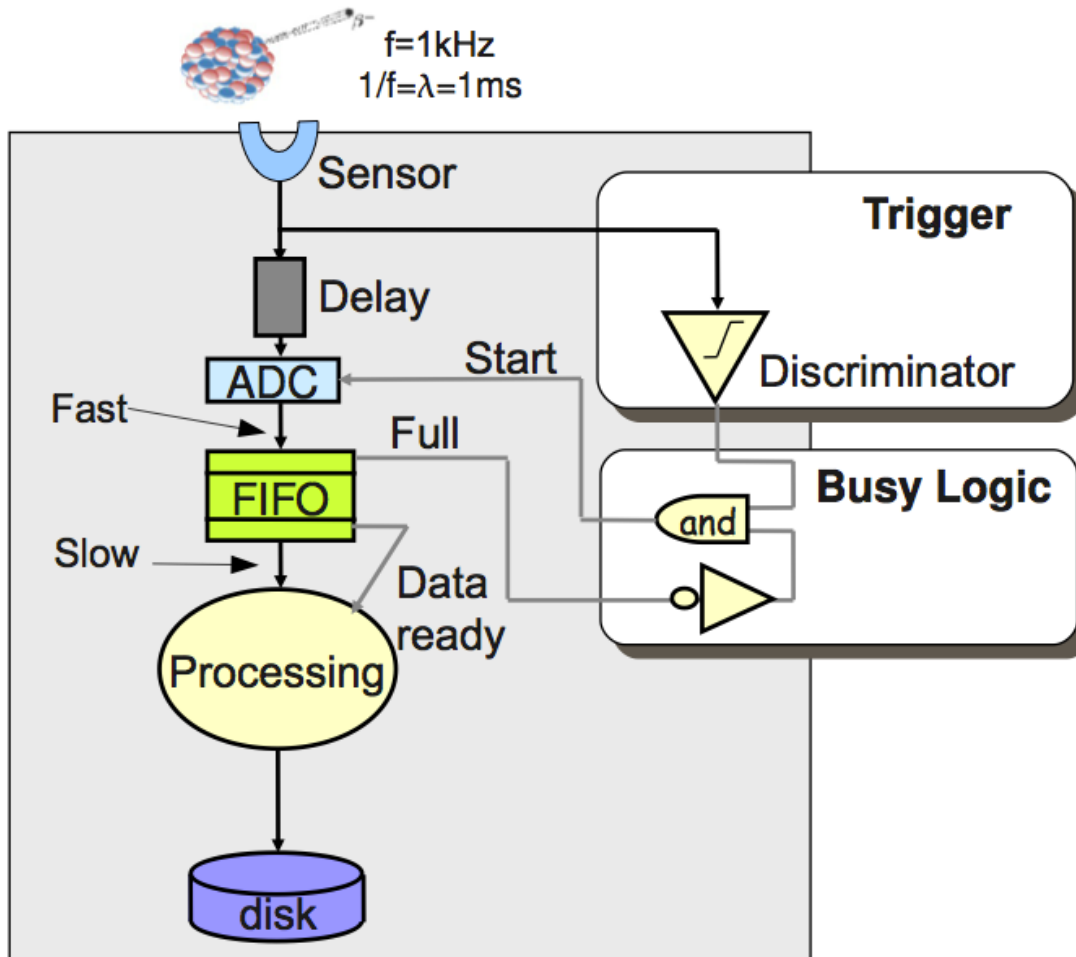 β−
f=1kHz
1/f=λ=1ms
Sensor
Trigger
Delay
Start
ADC
Discriminator
Fast
Full
FIFO
Busy Logic
and
Slow
Data
ready
Processing
disk